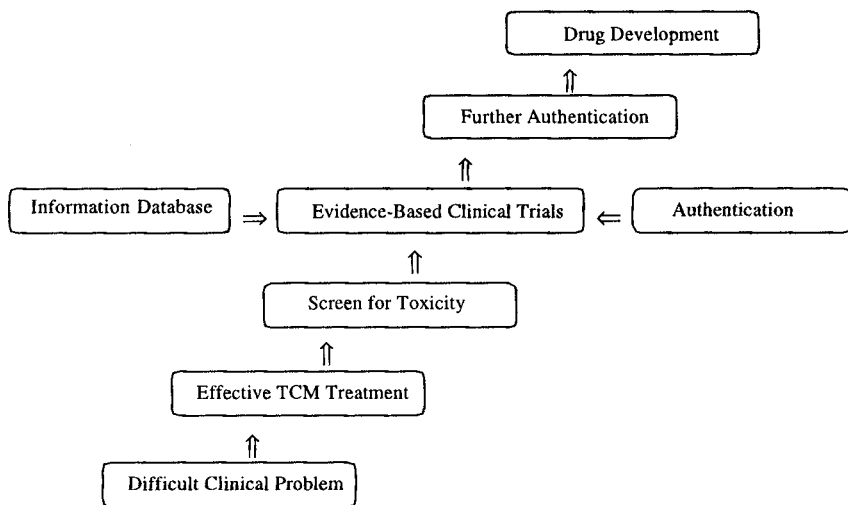 Drug Development
Further Authentication
Information Database
Evidence-Based Clinical Trials
Authentication
Screen for Toxicity
Effective TCM Treatment
Difficult Clinical Problem